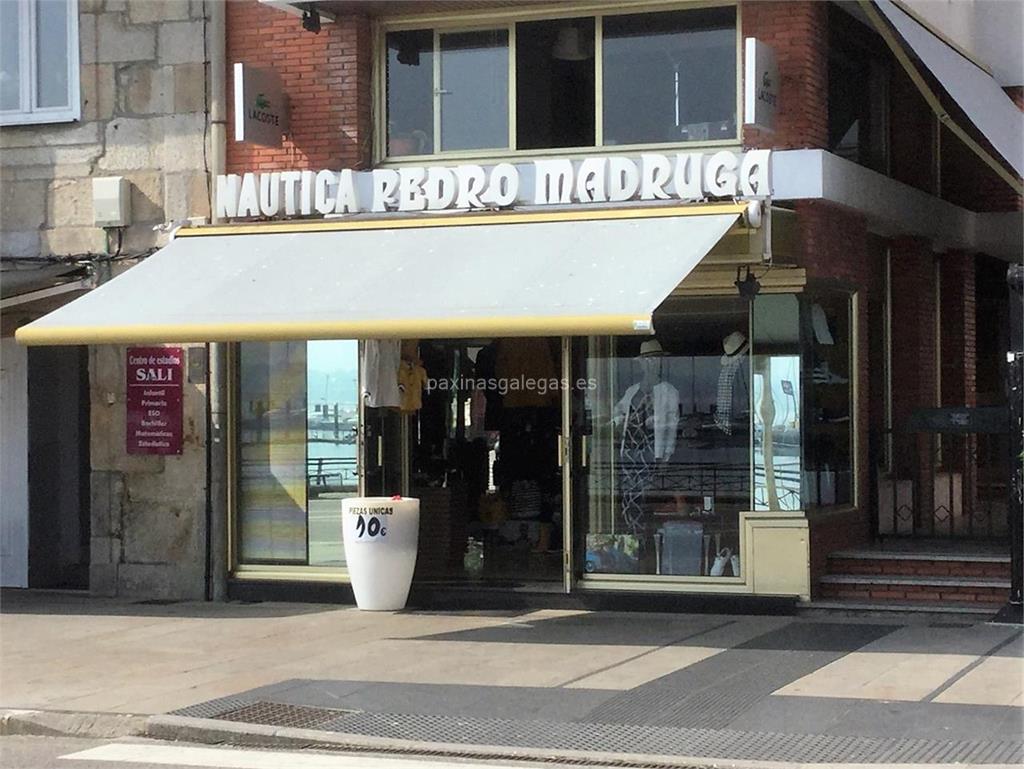 LACOSTE
LACOSTE
NAUTICA PEDRO MADRUGA
Centro de estudios
SALI
Infantil
Primaria
ESO
Bachiller
Matemáticas
Estadística
paxinasgalegas.es
PIEZAS UNICAS
10€